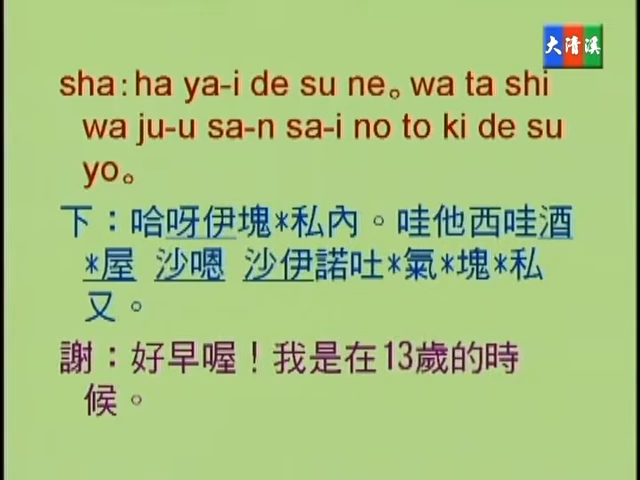 大清溪
sha:ha ya-i de su ne。wa ta shi
wa ju-u sa-n sa-i no to ki de su
yo。
下：哈呀伊塊*私內。哇他西哇酒
*屋 沙嗯 沙伊諾吐*氣*塊*私
又。
謝：好早喔！我是在13歲的時
候。